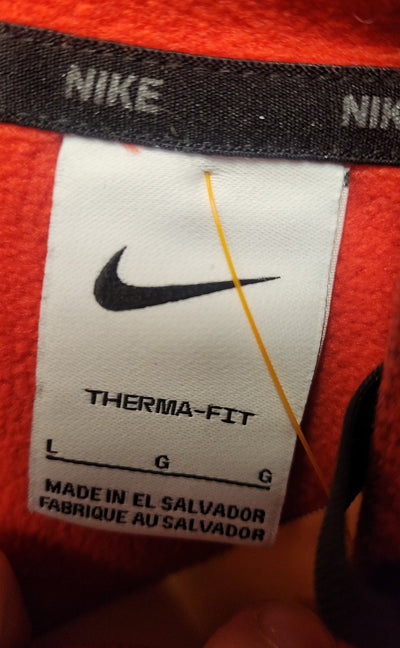 NIKE NIK
THERMA-FIT
L G G
MADE IN EL SALVADOR
FABRIQUE AU SALVADOR